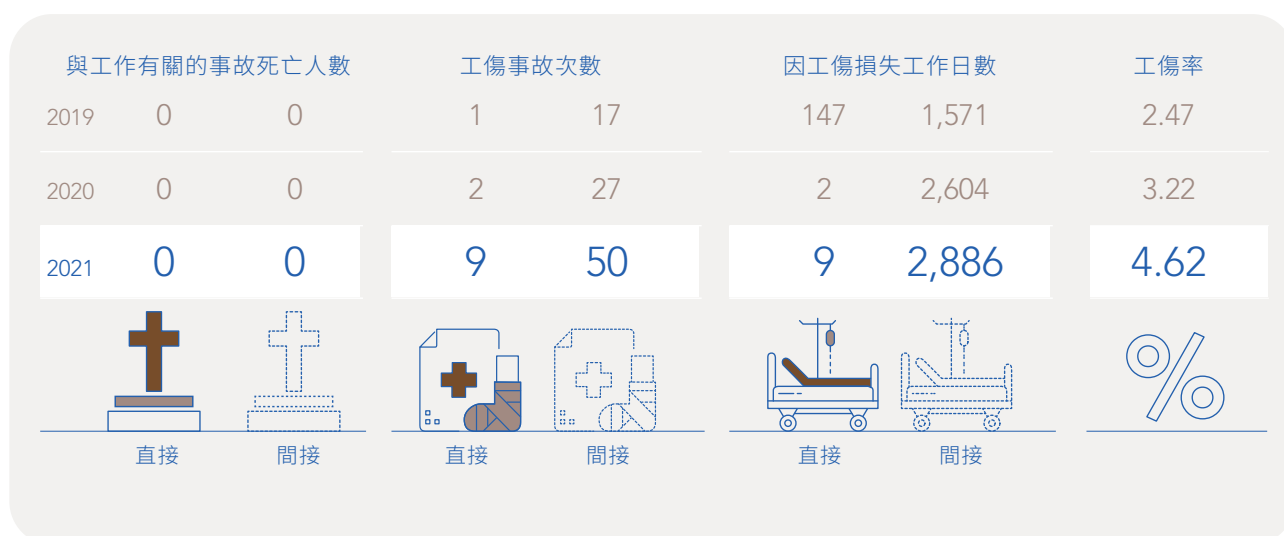 與工作有關的事故死亡人數 工傷事故次數 因工傷損失工作日數 工傷率
2019 0 0 1 17 147 1,571 2.47
2020 0 0 2 27 2 2,604 3.22
2021 0 0 9 50 9 2,886 4.62
直接 間接 直接 間接 直接 間接